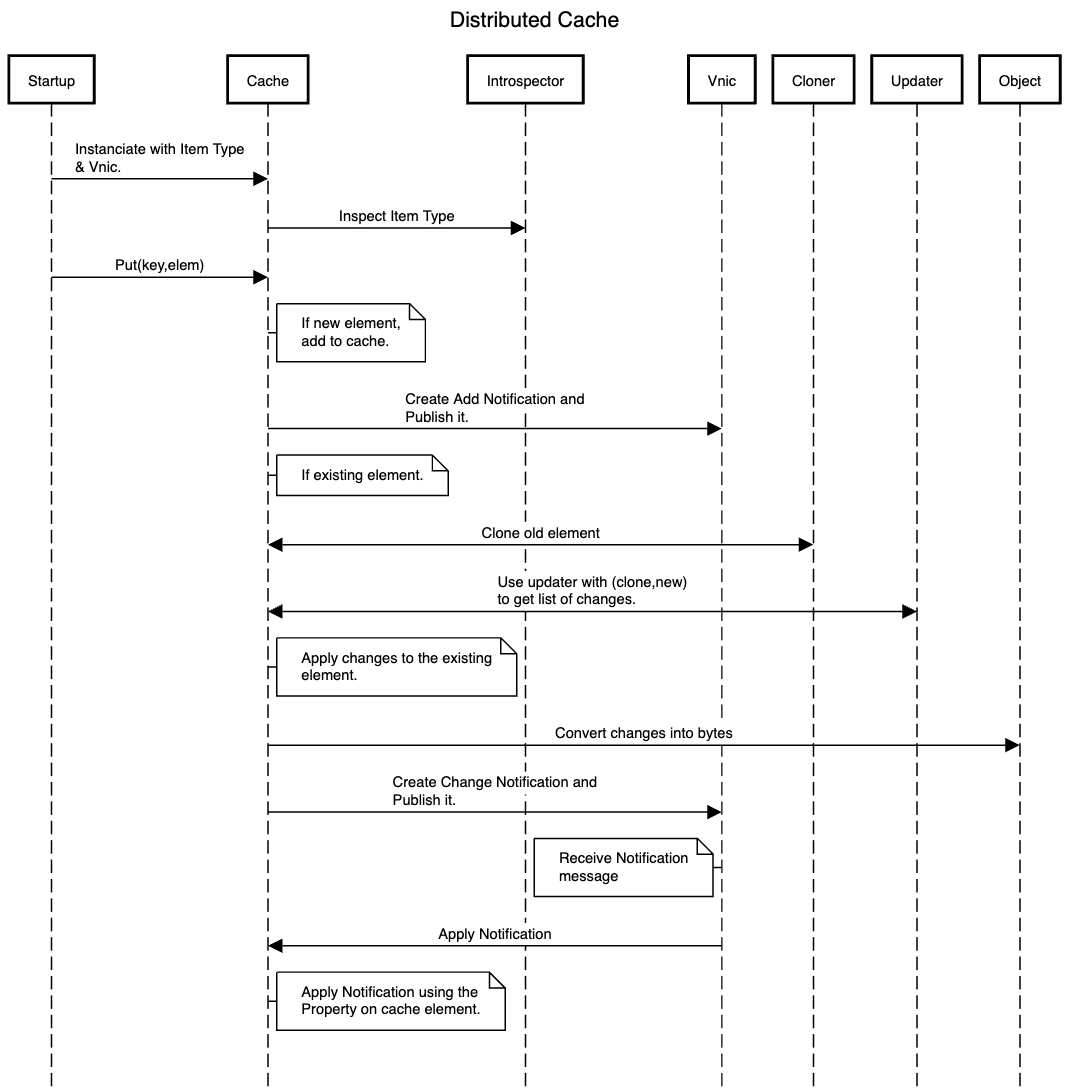 Distributed Cache
Startup
Cache
Introspector
Vnic
Cloner
Updater
Object
Instanciate with Item Type
& Vnic.
Inspect Item Type
Put(key,elem)
If new element,
add to cache.
Create Add Notification and
Publish it.
If existing element.
Clone old element
Use updater with (clone,new)
to get list of changes.
Apply changes to the existing
element.
Convert changes into bytes
Create Change Notification and
Publish it.
Receive Notification
message
Apply Notification
Apply Notification using the
Property on cache element.